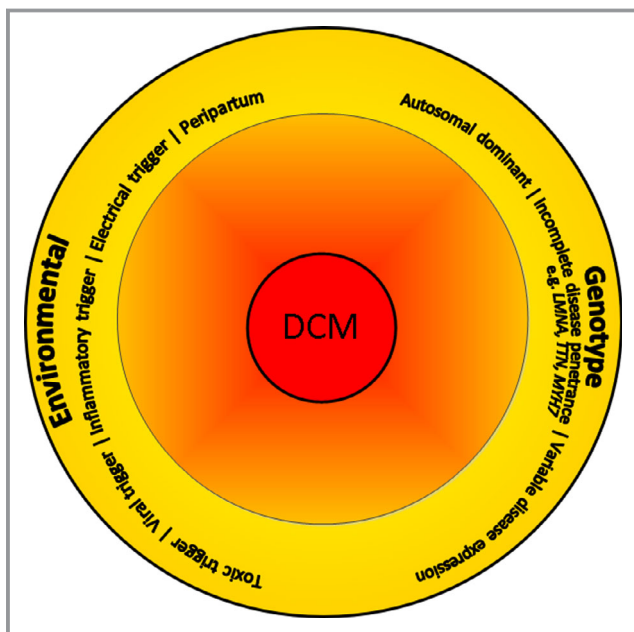 Environmental
Toxic trigger | Viral trigger | Inflammatory trigger | Electrical trigger | Peripartum
DCM
Genotype
Autosomal dominant | Incomplete disease penetrance | Variable disease expression
e.g. LMNA, TTN, MYH7